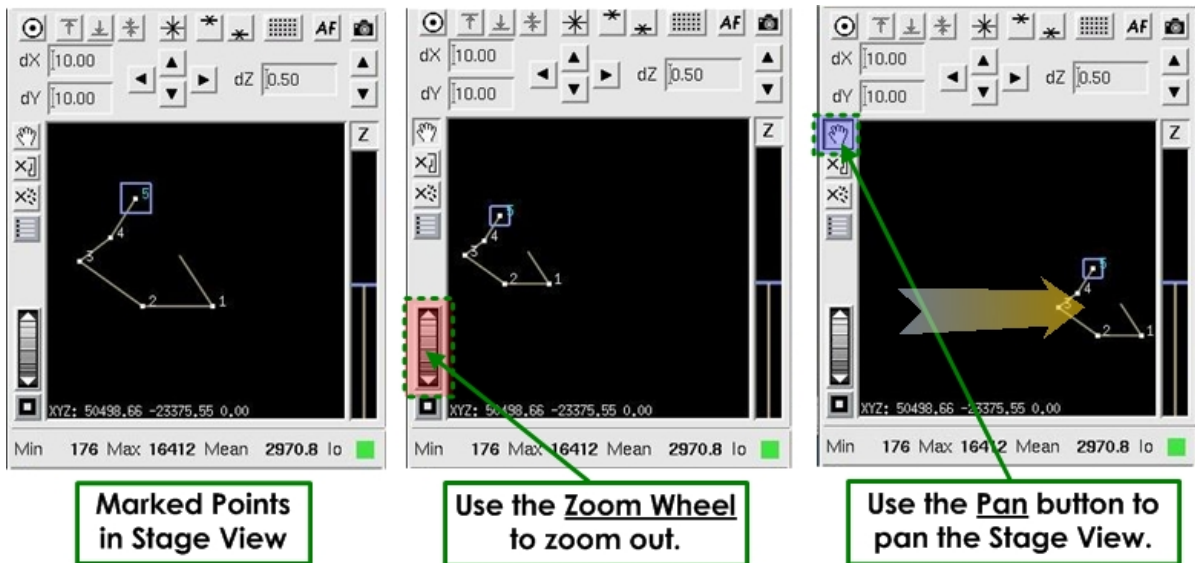 AF
AF
AF
dX 10.00
dY 10.00
dZ 0.50
dX 10.00
dY 10.00
dZ 0.50
dX 10.00
dY 10.00
dZ 0.50
Z
Z
Z
5
4
3
2
1
5
4
3
2
1
5
4
3
2
1
XYZ: 50498.66 -23375.55 0.00
XYZ: 50498.66 -23375.55 0.00
XYZ: 50498.66 -23375.55 0.00
Min 176 Max 16412 Mean 2970.8 Io
Min 176 Max 16412 Mean 2970.8 Io
Min 176 Max 16412 Mean 2970.8 Io
Marked Points
in Stage View
Use the Zoom Wheel
to zoom out.
Use the Pan button to
pan the Stage View.